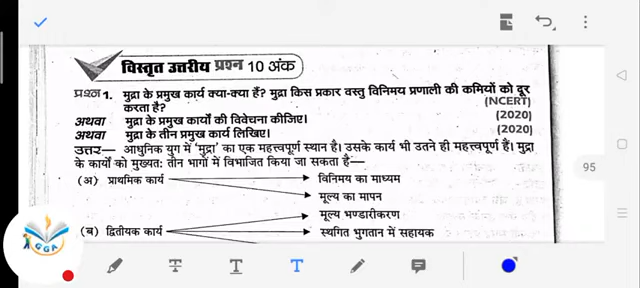 विस्तृत उत्तरीय प्रश्न 10 अंक
प्रश्न 1. मुद्रा के प्रमुख कार्य क्या-क्या हैं? मुद्रा किस प्रकार वस्तु विनिमय प्रणाली की कमियों को दूर
करता है? (NCERT)
अथवा मुद्रा के प्रमुख कार्यों की विवेचना कीजिए। (2020)
अथवा मुद्रा के तीन प्रमुख कार्य लिखिए। (2020)
उत्तर— आधुनिक युग में 'मुद्रा' का एक महत्त्वपूर्ण स्थान है। उसके कार्य भी उतने ही महत्त्वपूर्ण हैं। मुद्रा
के कार्यों को मुख्यतः तीन भागों में विभाजित किया जा सकता है—
(अ) प्राथमिक कार्य विनिमय का माध्यम
मूल्य का मापन
मूल्य भण्डारीकरण
(ब) द्वितीयक कार्य स्थगित भुगतान में सहायक
95
GGA
T T T